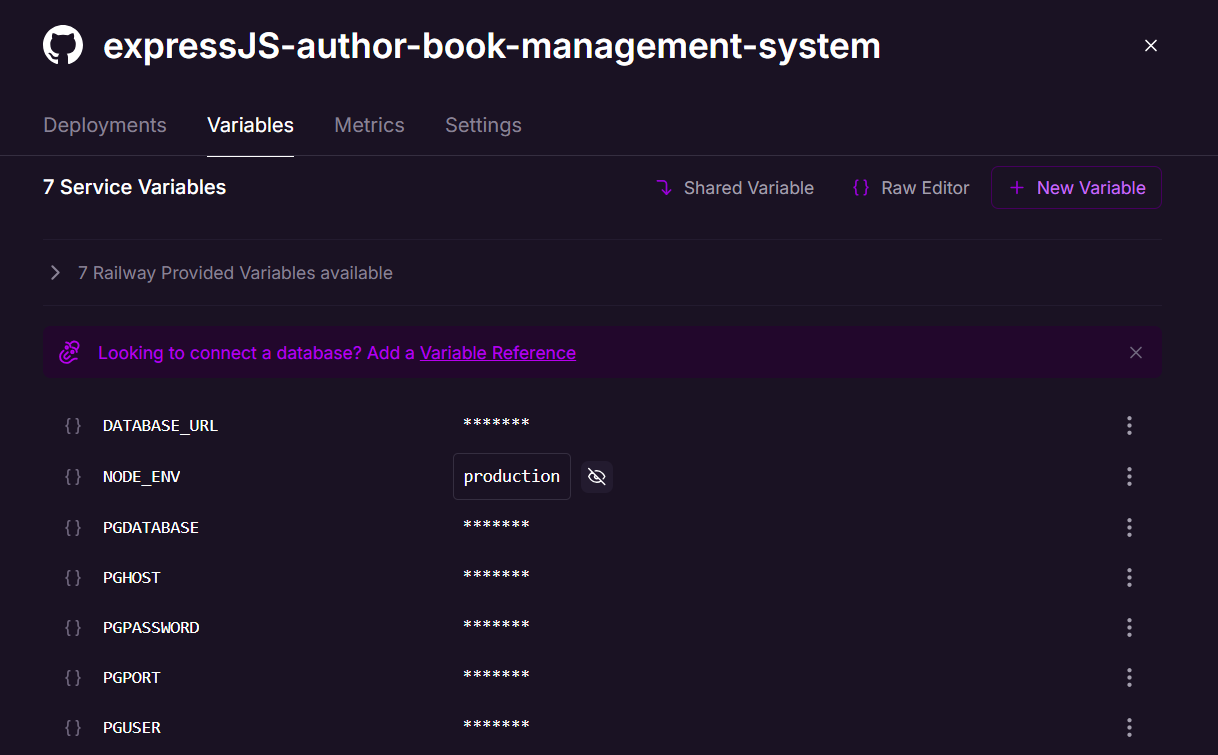 expressJS-author-book-management-system
Deployments Variables Metrics Settings
7 Service Variables Shared Variable {} Raw Editor + New Variable
7 Railway Provided Variables available
Looking to connect a database? Add a Variable Reference
{} DATABASE_URL *******
{} NODE_ENV production
{} PGDATABASE *******
{} PGHOST *******
{} PGPASSWORD *******
{} PGPORT *******
{} PGUSER *******